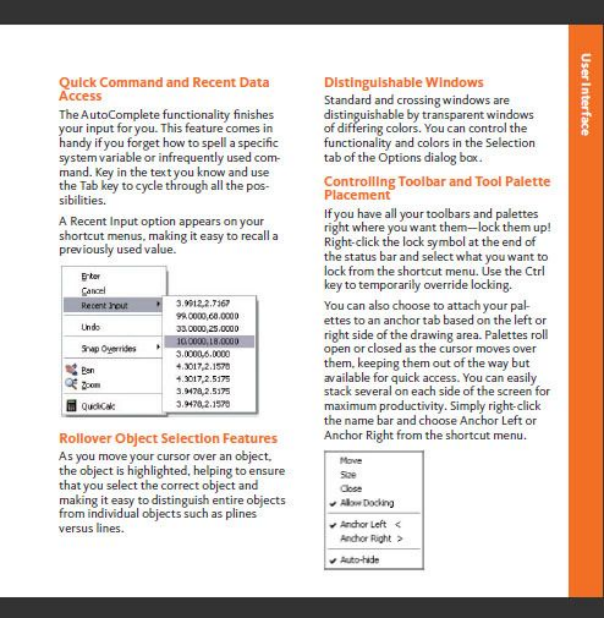 Quick Command and Recent Data
Access
The AutoComplete functionality finishes
your input for you. This feature comes in
handy if you forget how to spell a specific
system variable or infrequently used com-
mand. Key in the text you know and use
the Tab key to cycle through all the pos-
sibilities.
A Recent Input option appears on your
shortcut menus, making it easy to recall a
previously used value.
Enter
Cancel
Recent Input
Undo
Snap Overrides
Pan
Zoom
QuickCalc
3.9912,2.7167
99.0000,68.0000
33.0000,25.0000
10.0000,18.0000
3.0000,6.0000
4.3017,2.1578
4.3017,2.5175
3.9478,2.5175
3.9478,2.1578
Rollover Object Selection Features
As you move your cursor over an object,
the object is highlighted, helping to ensure
that you select the correct object and
making it easy to distinguish entire objects
from individual objects such as plines
versus lines.
Distinguishable Windows
Standard and crossing windows are
distinguishable by transparent windows
of differing colors. You can control the
functionality and colors in the Selection
tab of the Options dialog box.
Controlling Toolbar and Tool Palette
Placement
If you have all your toolbars and palettes
right where you want them—lock them up!
Right-click the lock symbol at the end of
the status bar and select what you want to
lock from the shortcut menu. Use the Ctrl
key to temporarily override locking.
You can also choose to attach your pal-
ettes to an anchor tab based on the left or
right side of the drawing area. Palettes roll
open or closed as the cursor moves over
them, keeping them out of the way but
available for quick access. You can easily
stack several on each side of the screen for
maximum productivity. Simply right-click
the name bar and choose Anchor Left or
Anchor Right from the shortcut menu.
Move
Size
Close
Allow Docking
Anchor Left <
Anchor Right >
Auto-hide
User Interface